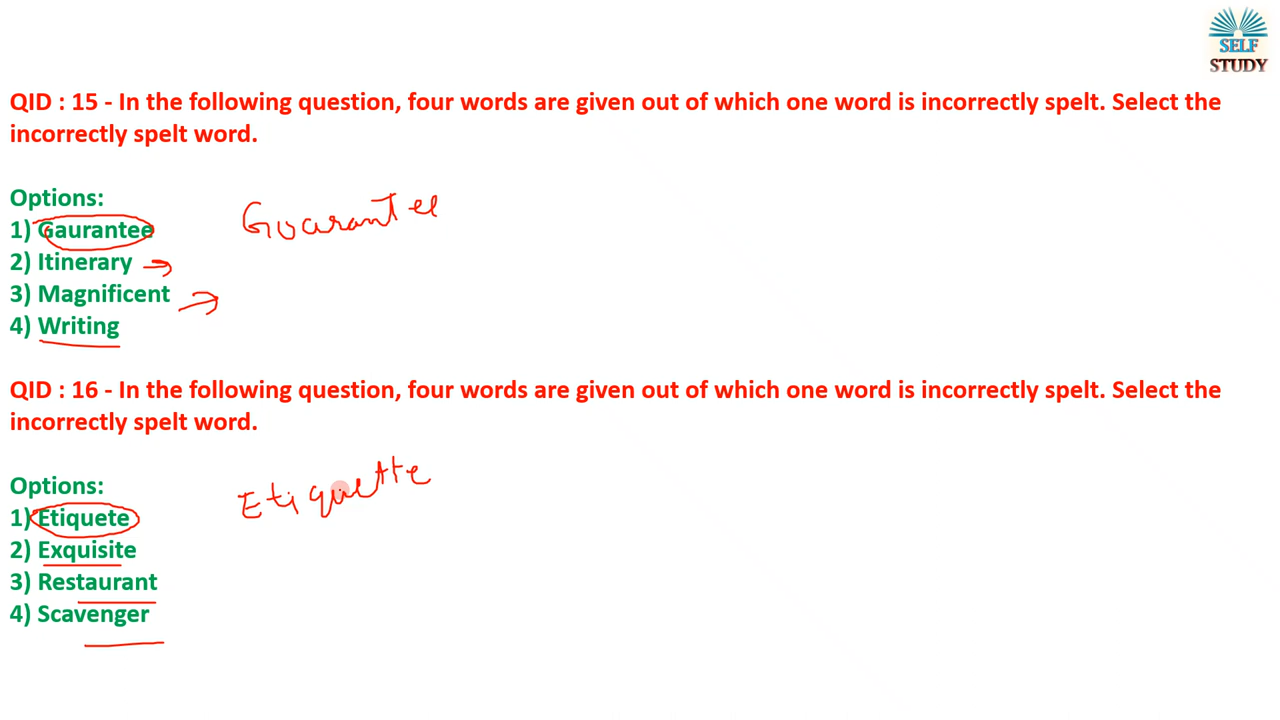 SELF
STUDY
QID : 15 - In the following question, four words are given out of which one word is incorrectly spelt. Select the
incorrectly spelt word.
Options:
1) Gaurantee
Guarantee
2) Itinerary
3) Magnificent
4) Writing
QID : 16 - In the following question, four words are given out of which one word is incorrectly spelt. Select the
incorrectly spelt word.
Options:
Etiquette
1) Etiquete
2) Exquisite
3) Restaurant
4) Scavenger